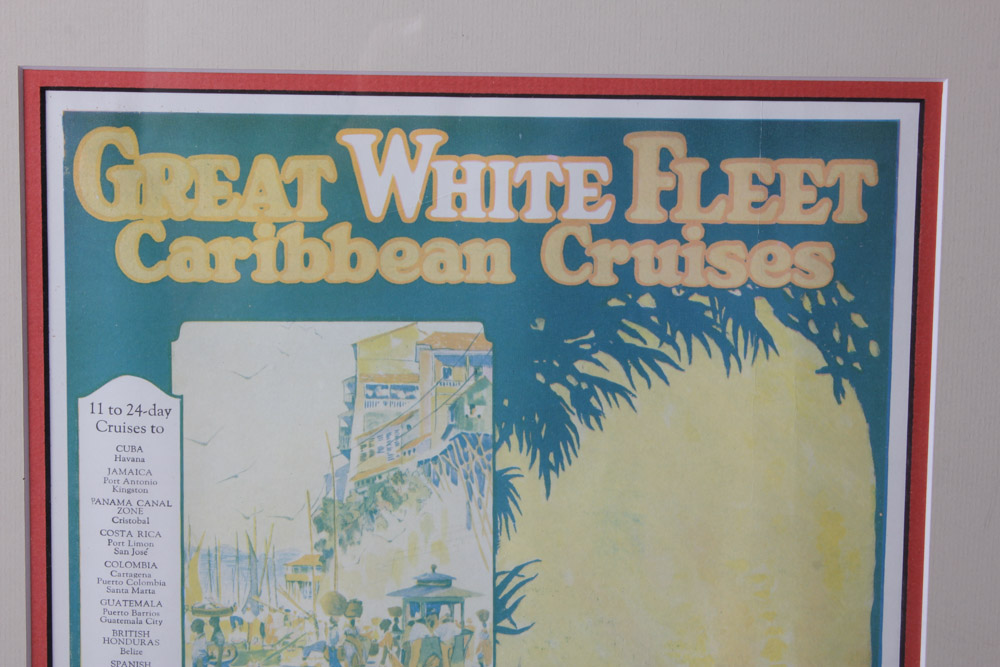 GREAT WHITE FLEET
Caribbean Cruises
11 to 24-day
Cruises to
CUBA
Havana
JAMAICA
Port Antonio
Kingston
PANAMA CANAL
ZONE
Cristobal
COSTA RICA
Port Limon
San José
COLOMBIA
Cartagena
Puerto Colombia
Santa Marta
GUATEMALA
Puerto Barrios
Guatemala City
BRITISH
HONDURAS
Belize
SPANISH